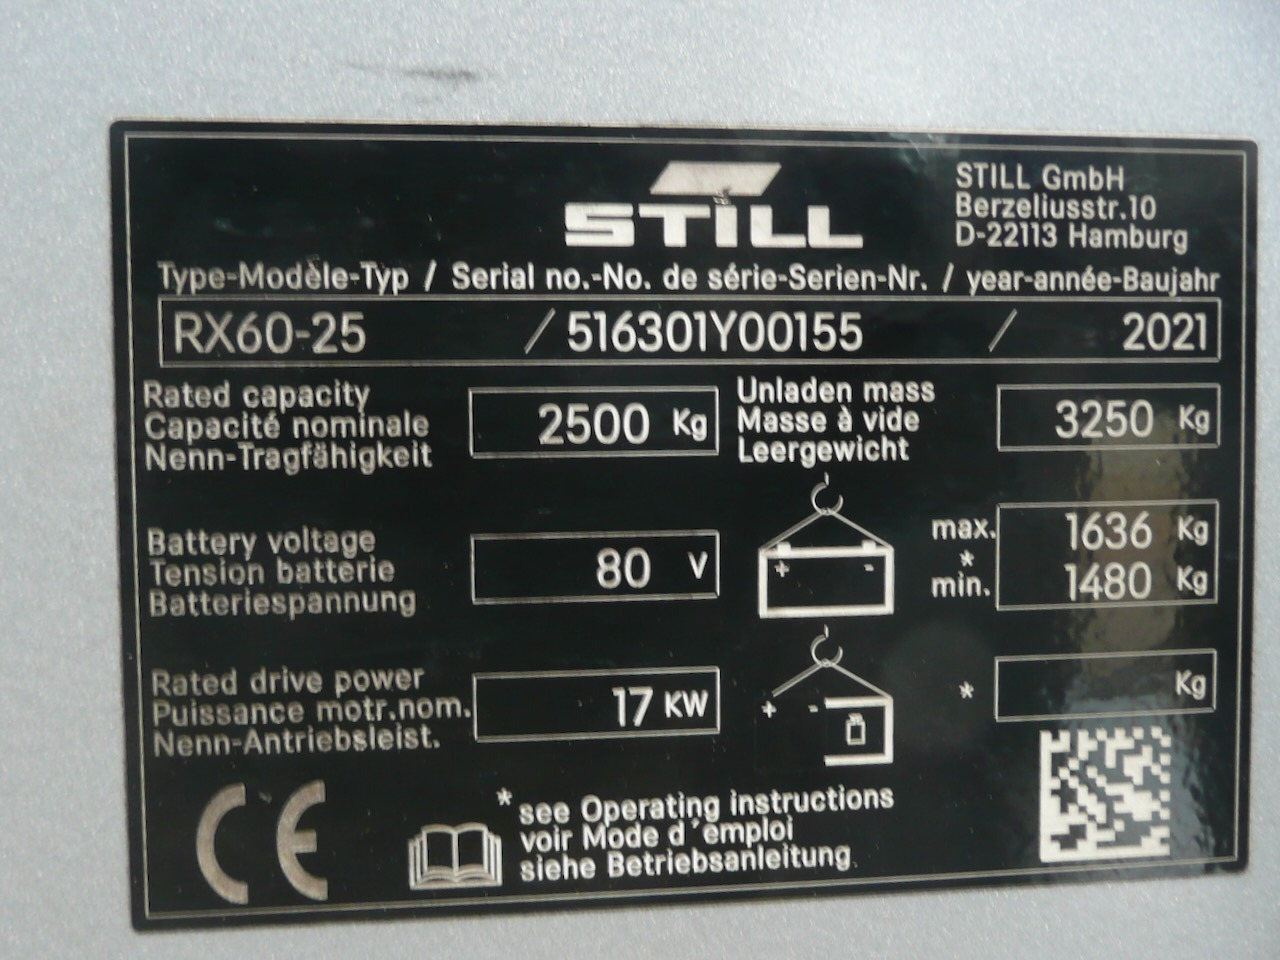 STILL
STILL GmbH
Berzeliusstr.10
D-22113 Hamburg
Type-Modèle-Typ / Serial no.-No. de série-Serien-Nr. / year-année-Baujahr
RX60-25 / 516301Y00155 / 2021
Rated capacity
Capacité nominale
Nenn-Tragfähigkeit
2500 Kg
Unladen mass
Masse à vide
Leergewicht
3250 Kg
Battery voltage
Tension batterie
Batteriespannung
80 V
+ -
max. 1636 Kg
*
min. 1480 Kg
Rated drive power
Puissance motr.nom.
Nenn-Antriebsleist.
17 KW
+ -
* Kg
CE
* see Operating instructions
voir Mode d'emploi
siehe Betriebsanleitung